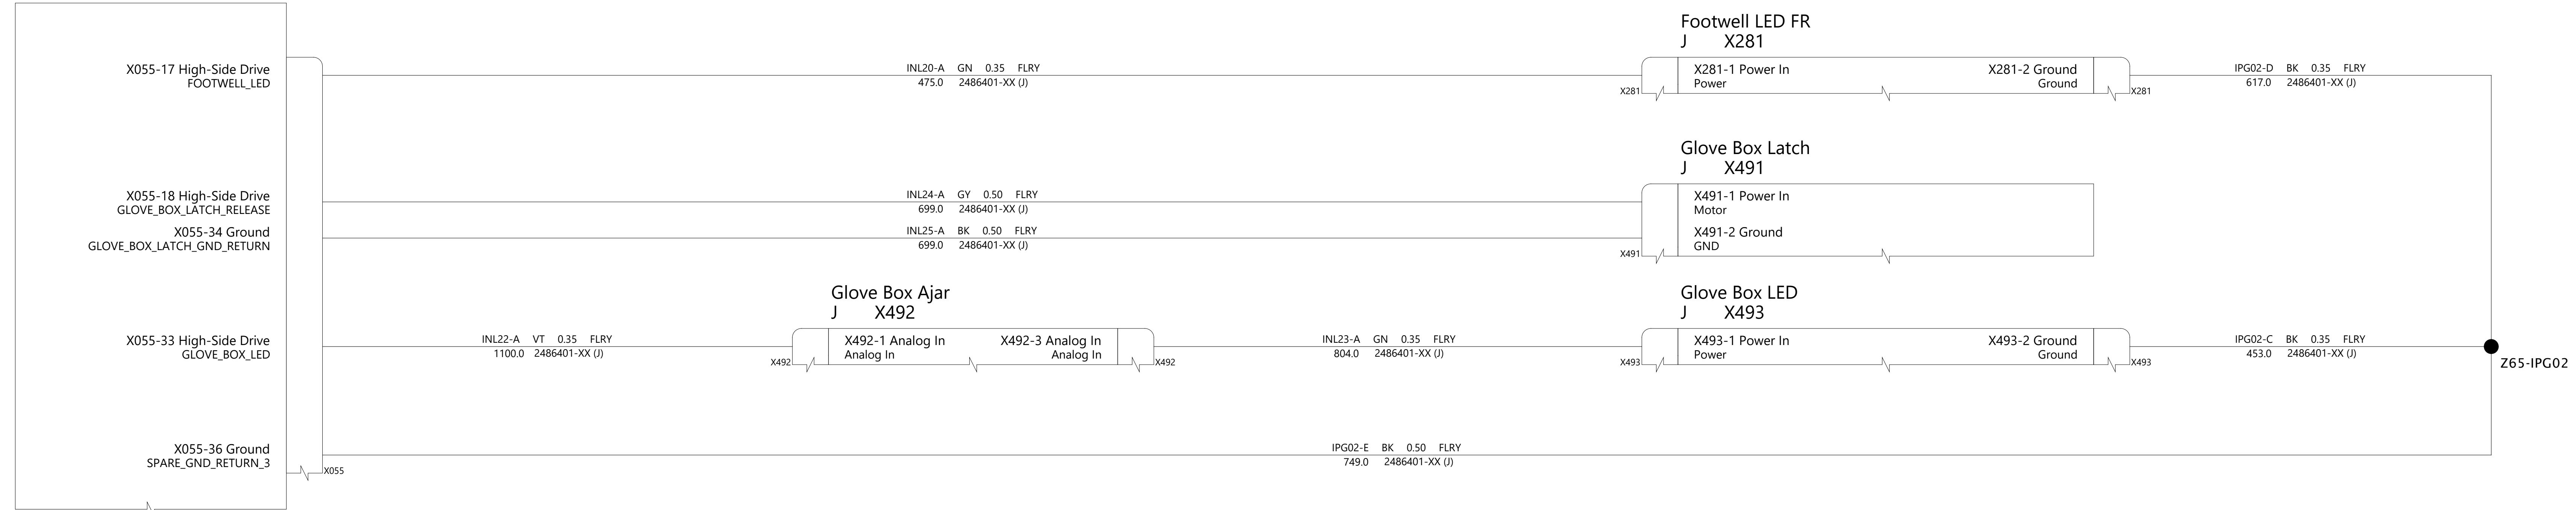 Footwell LED FR
J X281
X055-17 High-Side Drive
FOOTWELL_LED
INL20-A GN 0.35 FLRY
475.0 2486401-XX (J)
X281-1 Power In
Power
X281-2 Ground
Ground
X281
X281
IPG02-D BK 0.35 FLRY
617.0 2486401-XX (J)
Glove Box Latch
J X491
X055-18 High-Side Drive
GLOVE_BOX_LATCH_RELEASE
INL24-A GY 0.50 FLRY
699.0 2486401-XX (J)
X491-1 Power In
Motor
X055-34 Ground
GLOVE_BOX_LATCH_GND_RETURN
INL25-A BK 0.50 FLRY
699.0 2486401-XX (J)
X491-2 Ground
GND
X491
Glove Box Ajar
J X492
Glove Box LED
J X493
X055-33 High-Side Drive
GLOVE_BOX_LED
INL22-A VT 0.35 FLRY
1100.0 2486401-XX (J)
X492-1 Analog In
Analog In
X492-3 Analog In
Analog In
X492
X492
INL23-A GN 0.35 FLRY
804.0 2486401-XX (J)
X493-1 Power In
Power
X493-2 Ground
Ground
X493
X493
IPG02-C BK 0.35 FLRY
453.0 2486401-XX (J)
Z65-IPG02
X055-36 Ground
SPARE_GND_RETURN_3
X055
IPG02-E BK 0.50 FLRY
749.0 2486401-XX (J)